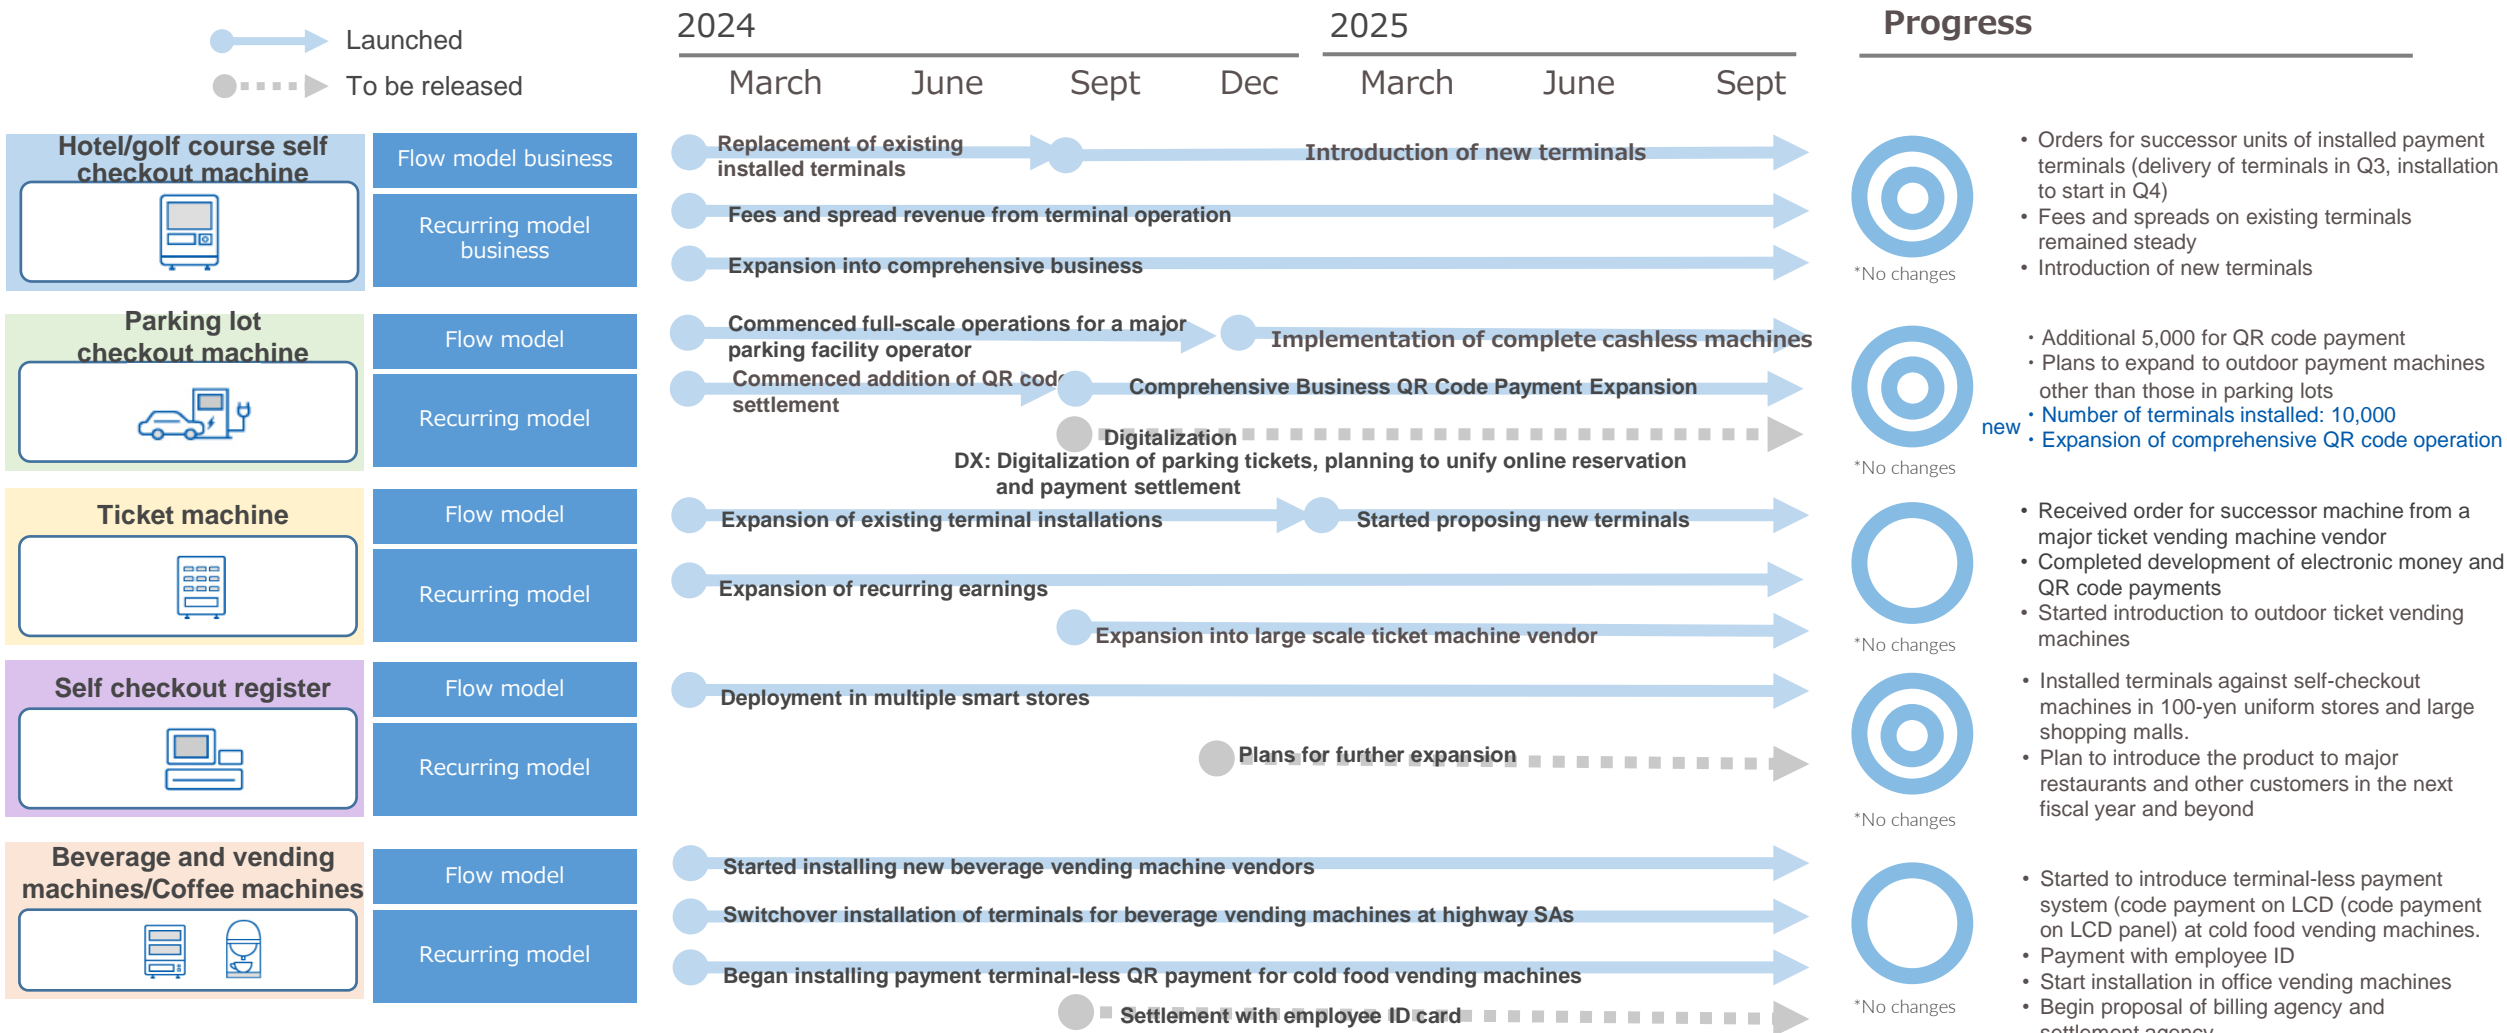 Launched
To be released
2024
2025
Progress
March June Sept Dec March June Sept
Hotel/golf course self
checkout machine
Flow model business
Recurring model
business
Replacement of existing
installed terminals
Introduction of new terminals
Fees and spread revenue from terminal operation
Expansion into comprehensive business
*No changes
• Orders for successor units of installed payment
terminals (delivery of terminals in Q3, installation
to start in Q4)
• Fees and spreads on existing terminals
remained steady
• Introduction of new terminals
Parking lot
checkout machine
Flow model
Recurring model
Commenced full-scale operations for a major
parking facility operator
Implementation of complete cashless machines
Commenced addition of QR code
settlement
Comprehensive Business QR Code Payment Expansion
Digitalization
DX: Digitalization of parking tickets, planning to unify online reservation
and payment settlement
*No changes
・Additional 5,000 for QR code payment
・Plans to expand to outdoor payment machines
other than those in parking lots
new
・Number of terminals installed: 10,000
・Expansion of comprehensive QR code operation
Ticket machine
Flow model
Recurring model
Expansion of existing terminal installations
Started proposing new terminals
Expansion of recurring earnings
Expansion into large scale ticket machine vendor
*No changes
• Received order for successor machine from a
major ticket vending machine vendor
• Completed development of electronic money and
QR code payments
• Started introduction to outdoor ticket vending
machines
Self checkout register
Flow model
Recurring model
Deployment in multiple smart stores
Plans for further expansion
*No changes
• Installed terminals against self-checkout
machines in 100-yen uniform stores and large
shopping malls.
• Plan to introduce the product to major
restaurants and other customers in the next
fiscal year and beyond
Beverage and vending
machines/Coffee machines
Flow model
Recurring model
Started installing new beverage vending machine vendors
Switchover installation of terminals for beverage vending machines at highway SAs
Began installing payment terminal-less QR payment for cold food vending machines
Settlement with employee ID card
*No changes
• Started to introduce terminal-less payment
system (code payment on LCD (code payment
on LCD panel) at cold food vending machines.
• Payment with employee ID
• Start installation in office vending machines
• Begin proposal of billing agency and
settlement agency